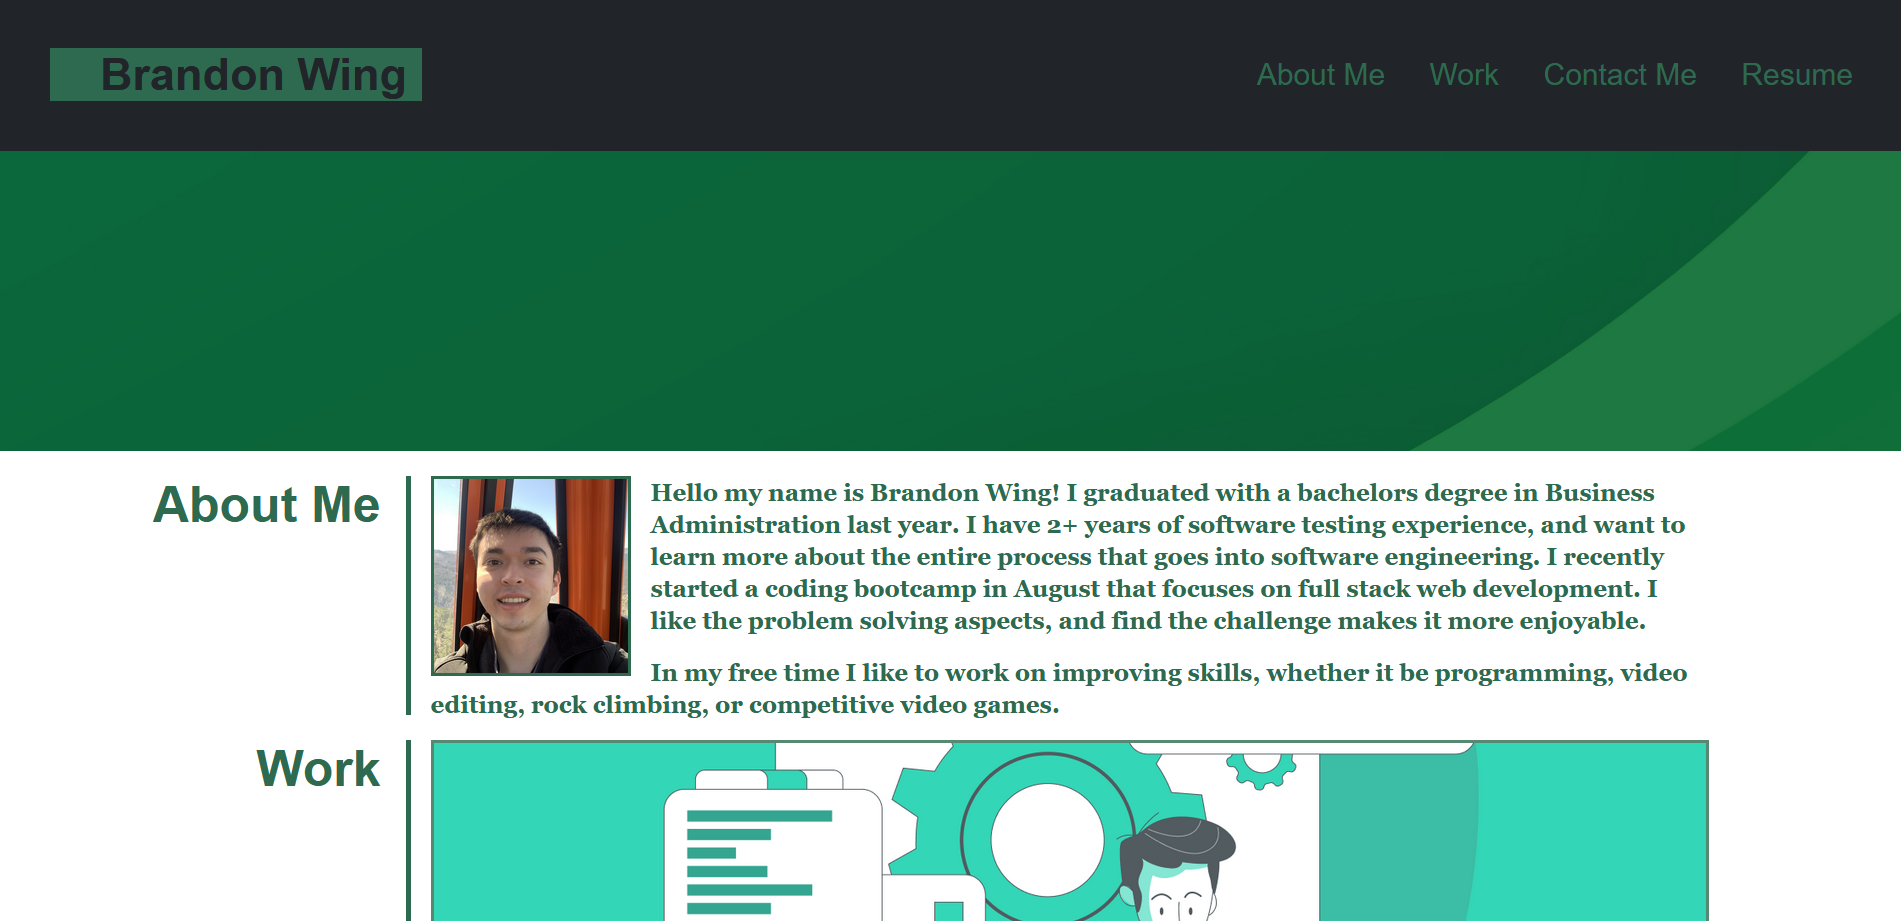 Brandon Wing
About Me Work Contact Me Resume
About Me
Hello my name is Brandon Wing! I graduated with a bachelors degree in Business
Administration last year. I have 2+ years of software testing experience, and want to
learn more about the entire process that goes into software engineering. I recently
started a coding bootcamp in August that focuses on full stack web development. I
like the problem solving aspects, and find the challenge makes it more enjoyable.
In my free time I like to work on improving skills, whether it be programming, video
editing, rock climbing, or competitive video games.
Work